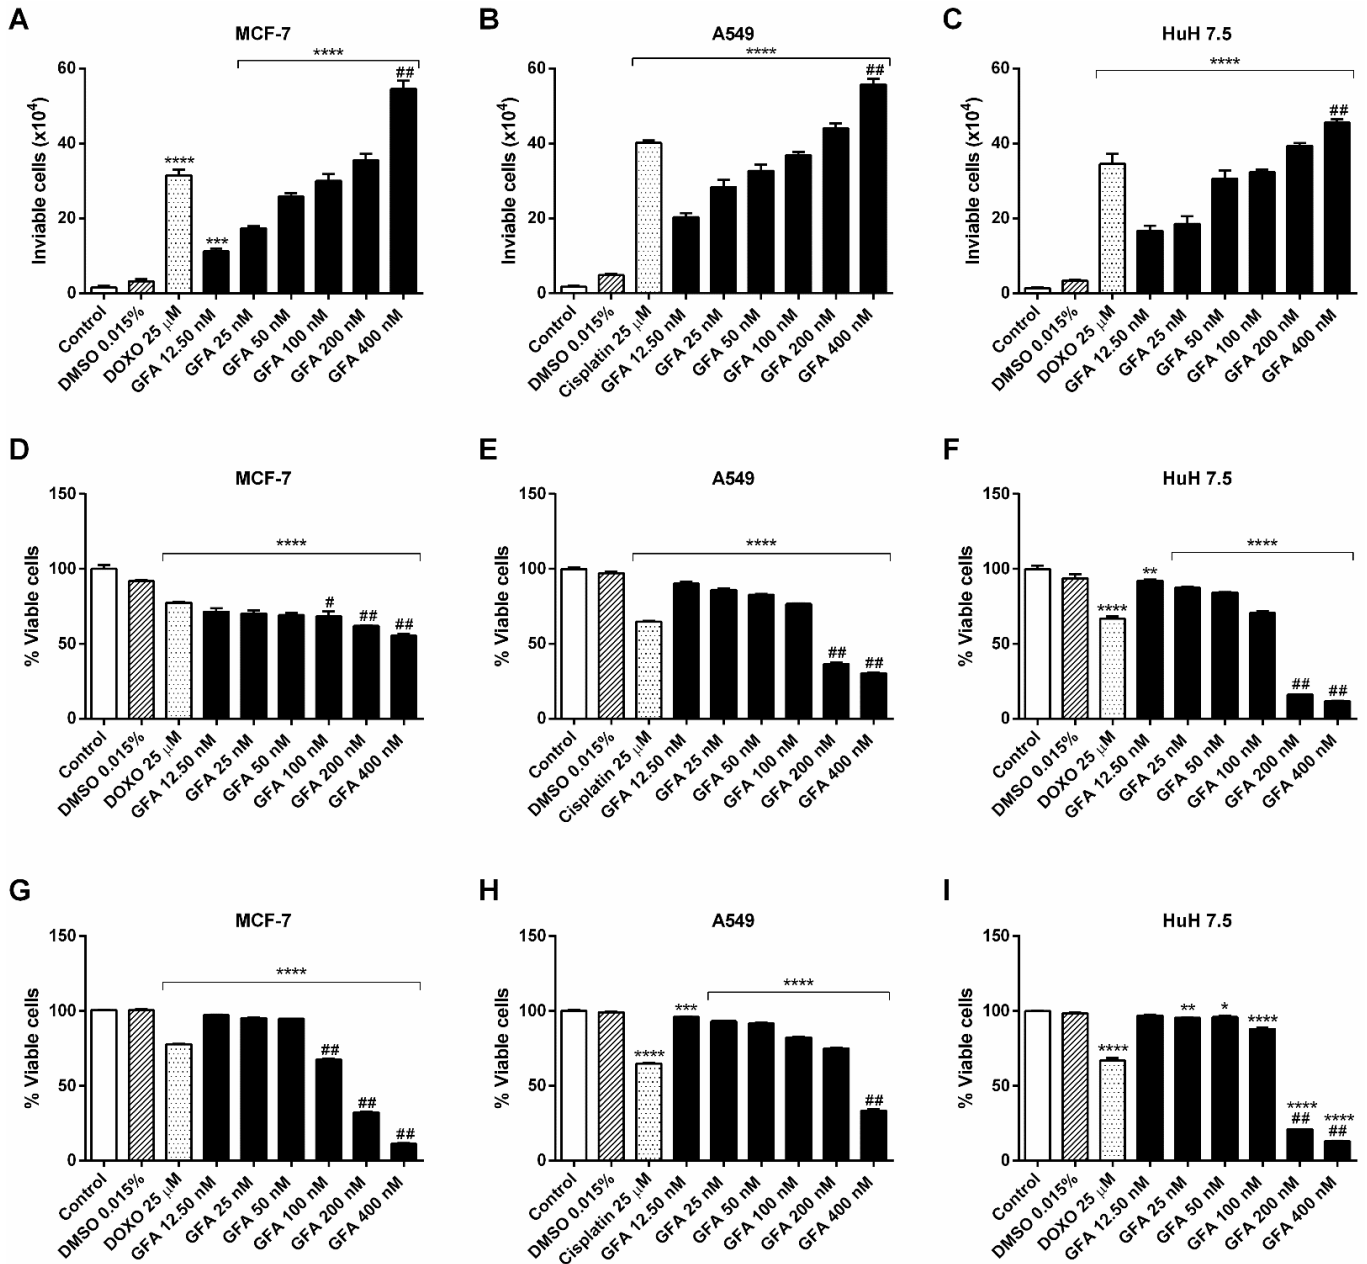 A
MCF-7
****
Inviable cells (x10⁴)
60
40
20
0
****
***
##
Control
DMSO 0.015%
DOXO 25 μM
GFA 12.50 nM
GFA 25 nM
GFA 50 nM
GFA 100 nM
GFA 200 nM
GFA 400 nM
B
A549
****
Inviable cells (x10⁴)
60
40
20
0
##
Control
DMSO 0.015%
Cisplatin 25 μM
GFA 12.50 nM
GFA 25 nM
GFA 50 nM
GFA 100 nM
GFA 200 nM
GFA 400 nM
C
HuH 7.5
****
Inviable cells (x10⁴)
60
40
20
0
##
Control
DMSO 0.015%
DOXO 25 μM
GFA 12.50 nM
GFA 25 nM
GFA 50 nM
GFA 100 nM
GFA 200 nM
GFA 400 nM
D
MCF-7
****
% Viable cells
150
100
50
0
#
##
##
Control
DMSO 0.015%
DOXO 25 μM
GFA 12.50 nM
GFA 25 nM
GFA 50 nM
GFA 100 nM
GFA 200 nM
GFA 400 nM
E
A549
****
% Viable cells
150
100
50
0
##
##
Control
DMSO 0.015%
Cisplatin 25 μM
GFA 12.50 nM
GFA 25 nM
GFA 50 nM
GFA 100 nM
GFA 200 nM
GFA 400 nM
F
HuH 7.5
****
% Viable cells
150
100
50
0
****
**
##
##
Control
DMSO 0.015%
DOXO 25 μM
GFA 12.50 nM
GFA 25 nM
GFA 50 nM
GFA 100 nM
GFA 200 nM
GFA 400 nM
G
MCF-7
****
% Viable cells
150
100
50
0
##
##
##
Control
DMSO 0.015%
DOXO 25 μM
GFA 12.50 nM
GFA 25 nM
GFA 50 nM
GFA 100 nM
GFA 200 nM
GFA 400 nM
H
A549
****
% Viable cells
150
100
50
0
****
***
##
Control
DMSO 0.015%
Cisplatin 25 μM
GFA 12.50 nM
GFA 25 nM
GFA 50 nM
GFA 100 nM
GFA 200 nM
GFA 400 nM
I
HuH 7.5
% Viable cells
150
100
50
0
****
**
*
****
****
##
****
##
Control
DMSO 0.015%
DOXO 25 μM
GFA 12.50 nM
GFA 25 nM
GFA 50 nM
GFA 100 nM
GFA 200 nM
GFA 400 nM